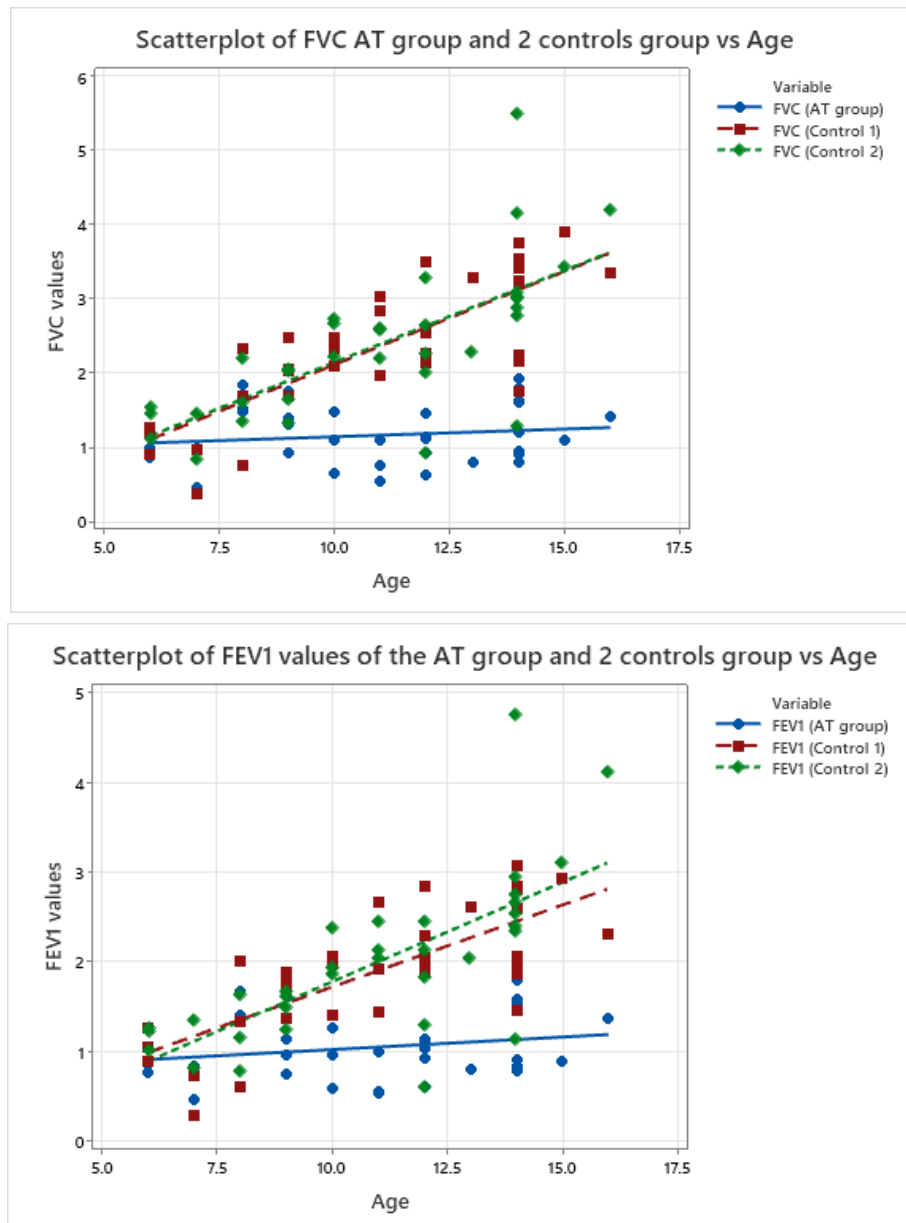 Scatterplot of FVC AT group and 2 controls group vs Age
6
5
4
3
2
1
0
FVC values
5.0 7.5 10.0 12.5 15.0 17.5
Age
Variable
FVC (AT group)
FVC (Control 1)
FVC (Control 2)
Scatterplot of FEV1 values of the AT group and 2 controls group vs Age
5
4
3
2
1
0
FEV1 values
5.0 7.5 10.0 12.5 15.0 17.5
Age
Variable
FEV1 (AT group)
FEV1 (Control 1)
FEV1 (Control 2)